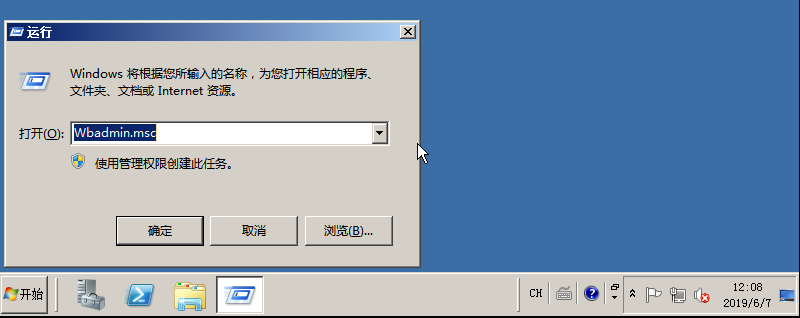 运行
Windows 将根据您所输入的名称，为您打开相应的程序、
文件夹、文档或 Internet 资源。
打开(O):
Wbadmin.msc
使用管理权限创建此任务。
确定
取消
浏览(B)...
开始
CH
12:08
2019/6/7